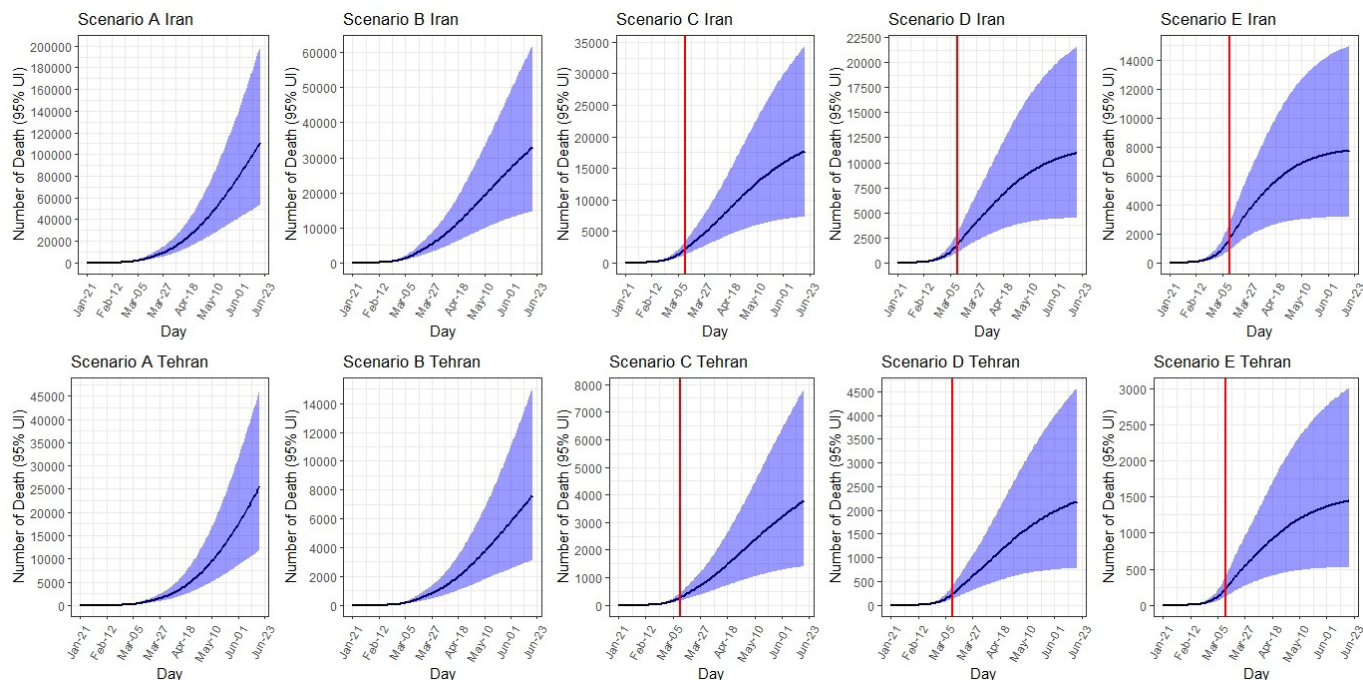 Scenario A Iran
Number of Death (95% UI)
200000
180000
160000
140000
120000
100000
80000
60000
40000
20000
0
Jan-21
Feb-12
Mar-05
Mar-27
Apr-18
May-10
Jun-01
Jun-23
Day
Scenario B Iran
Number of Death (95% UI)
60000
50000
40000
30000
20000
10000
0
Jan-21
Feb-12
Mar-05
Mar-27
Apr-18
May-10
Jun-01
Jun-23
Day
Scenario C Iran
Number of Death (95% UI)
35000
30000
25000
20000
15000
10000
5000
0
Jan-21
Feb-12
Mar-05
Mar-27
Apr-18
May-10
Jun-01
Jun-23
Day
Scenario D Iran
Number of Death (95% UI)
22500
20000
17500
15000
12500
10000
7500
5000
2500
0
Jan-21
Feb-12
Mar-05
Mar-27
Apr-18
May-10
Jun-01
Jun-23
Day
Scenario E Iran
Number of Death (95% UI)
14000
12000
10000
8000
6000
4000
2000
0
Jan-21
Feb-12
Mar-05
Mar-27
Apr-18
May-10
Jun-01
Jun-23
Day
Scenario A Tehran
Number of Death (95% UI)
45000
40000
35000
30000
25000
20000
15000
10000
5000
0
Jan-21
Feb-12
Mar-05
Mar-27
Apr-18
May-10
Jun-01
Jun-23
Day
Scenario B Tehran
Number of Death (95% UI)
14000
12000
10000
8000
6000
4000
2000
0
Jan-21
Feb-12
Mar-05
Mar-27
Apr-18
May-10
Jun-01
Jun-23
Day
Scenario C Tehran
Number of Death (95% UI)
8000
7000
6000
5000
4000
3000
2000
1000
0
Jan-21
Feb-12
Mar-05
Mar-27
Apr-18
May-10
Jun-01
Jun-23
Day
Scenario D Tehran
Number of Death (95% UI)
4500
4000
3500
3000
2500
2000
1500
1000
500
0
Jan-21
Feb-12
Mar-05
Mar-27
Apr-18
May-10
Jun-01
Jun-23
Day
Scenario E Tehran
Number of Death (95% UI)
3000
2500
2000
1500
1000
500
0
Jan-21
Feb-12
Mar-05
Mar-27
Apr-18
May-10
Jun-01
Jun-23
Day